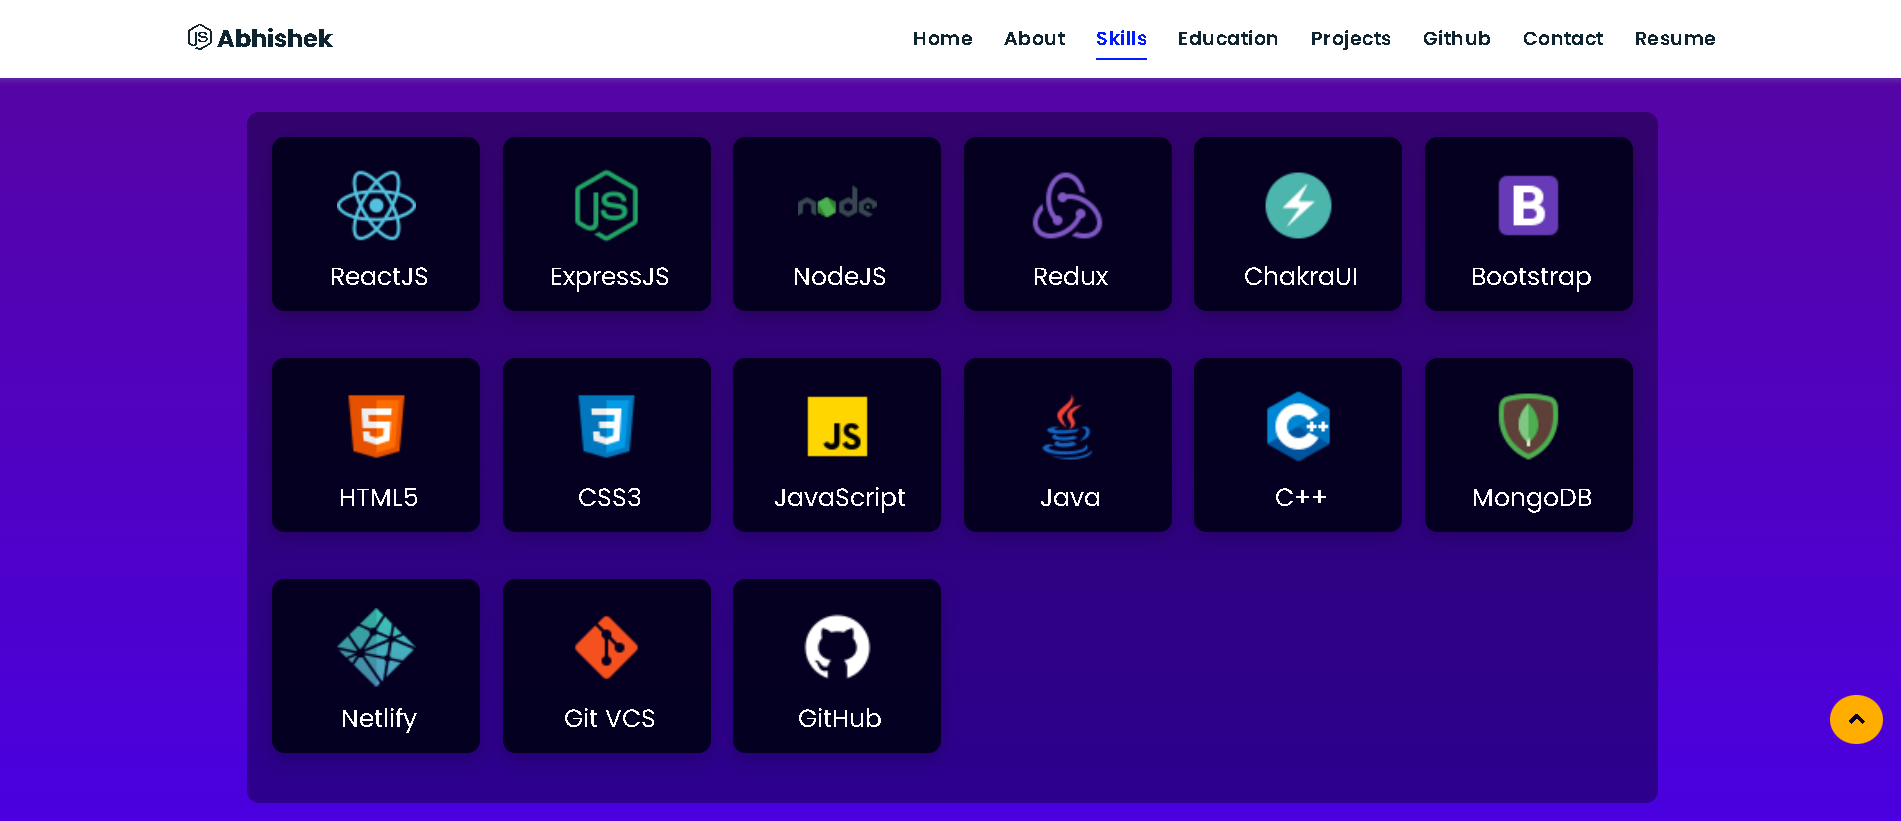 JS Abhishek
Home About Skills Education Projects Github Contact Resume
JS node B
ReactJS ExpressJS NodeJS Redux ChakraUI Bootstrap
5 3 JS C++
HTML5 CSS3 JavaScript Java C++ MongoDB
Netlify Git VCS GitHub